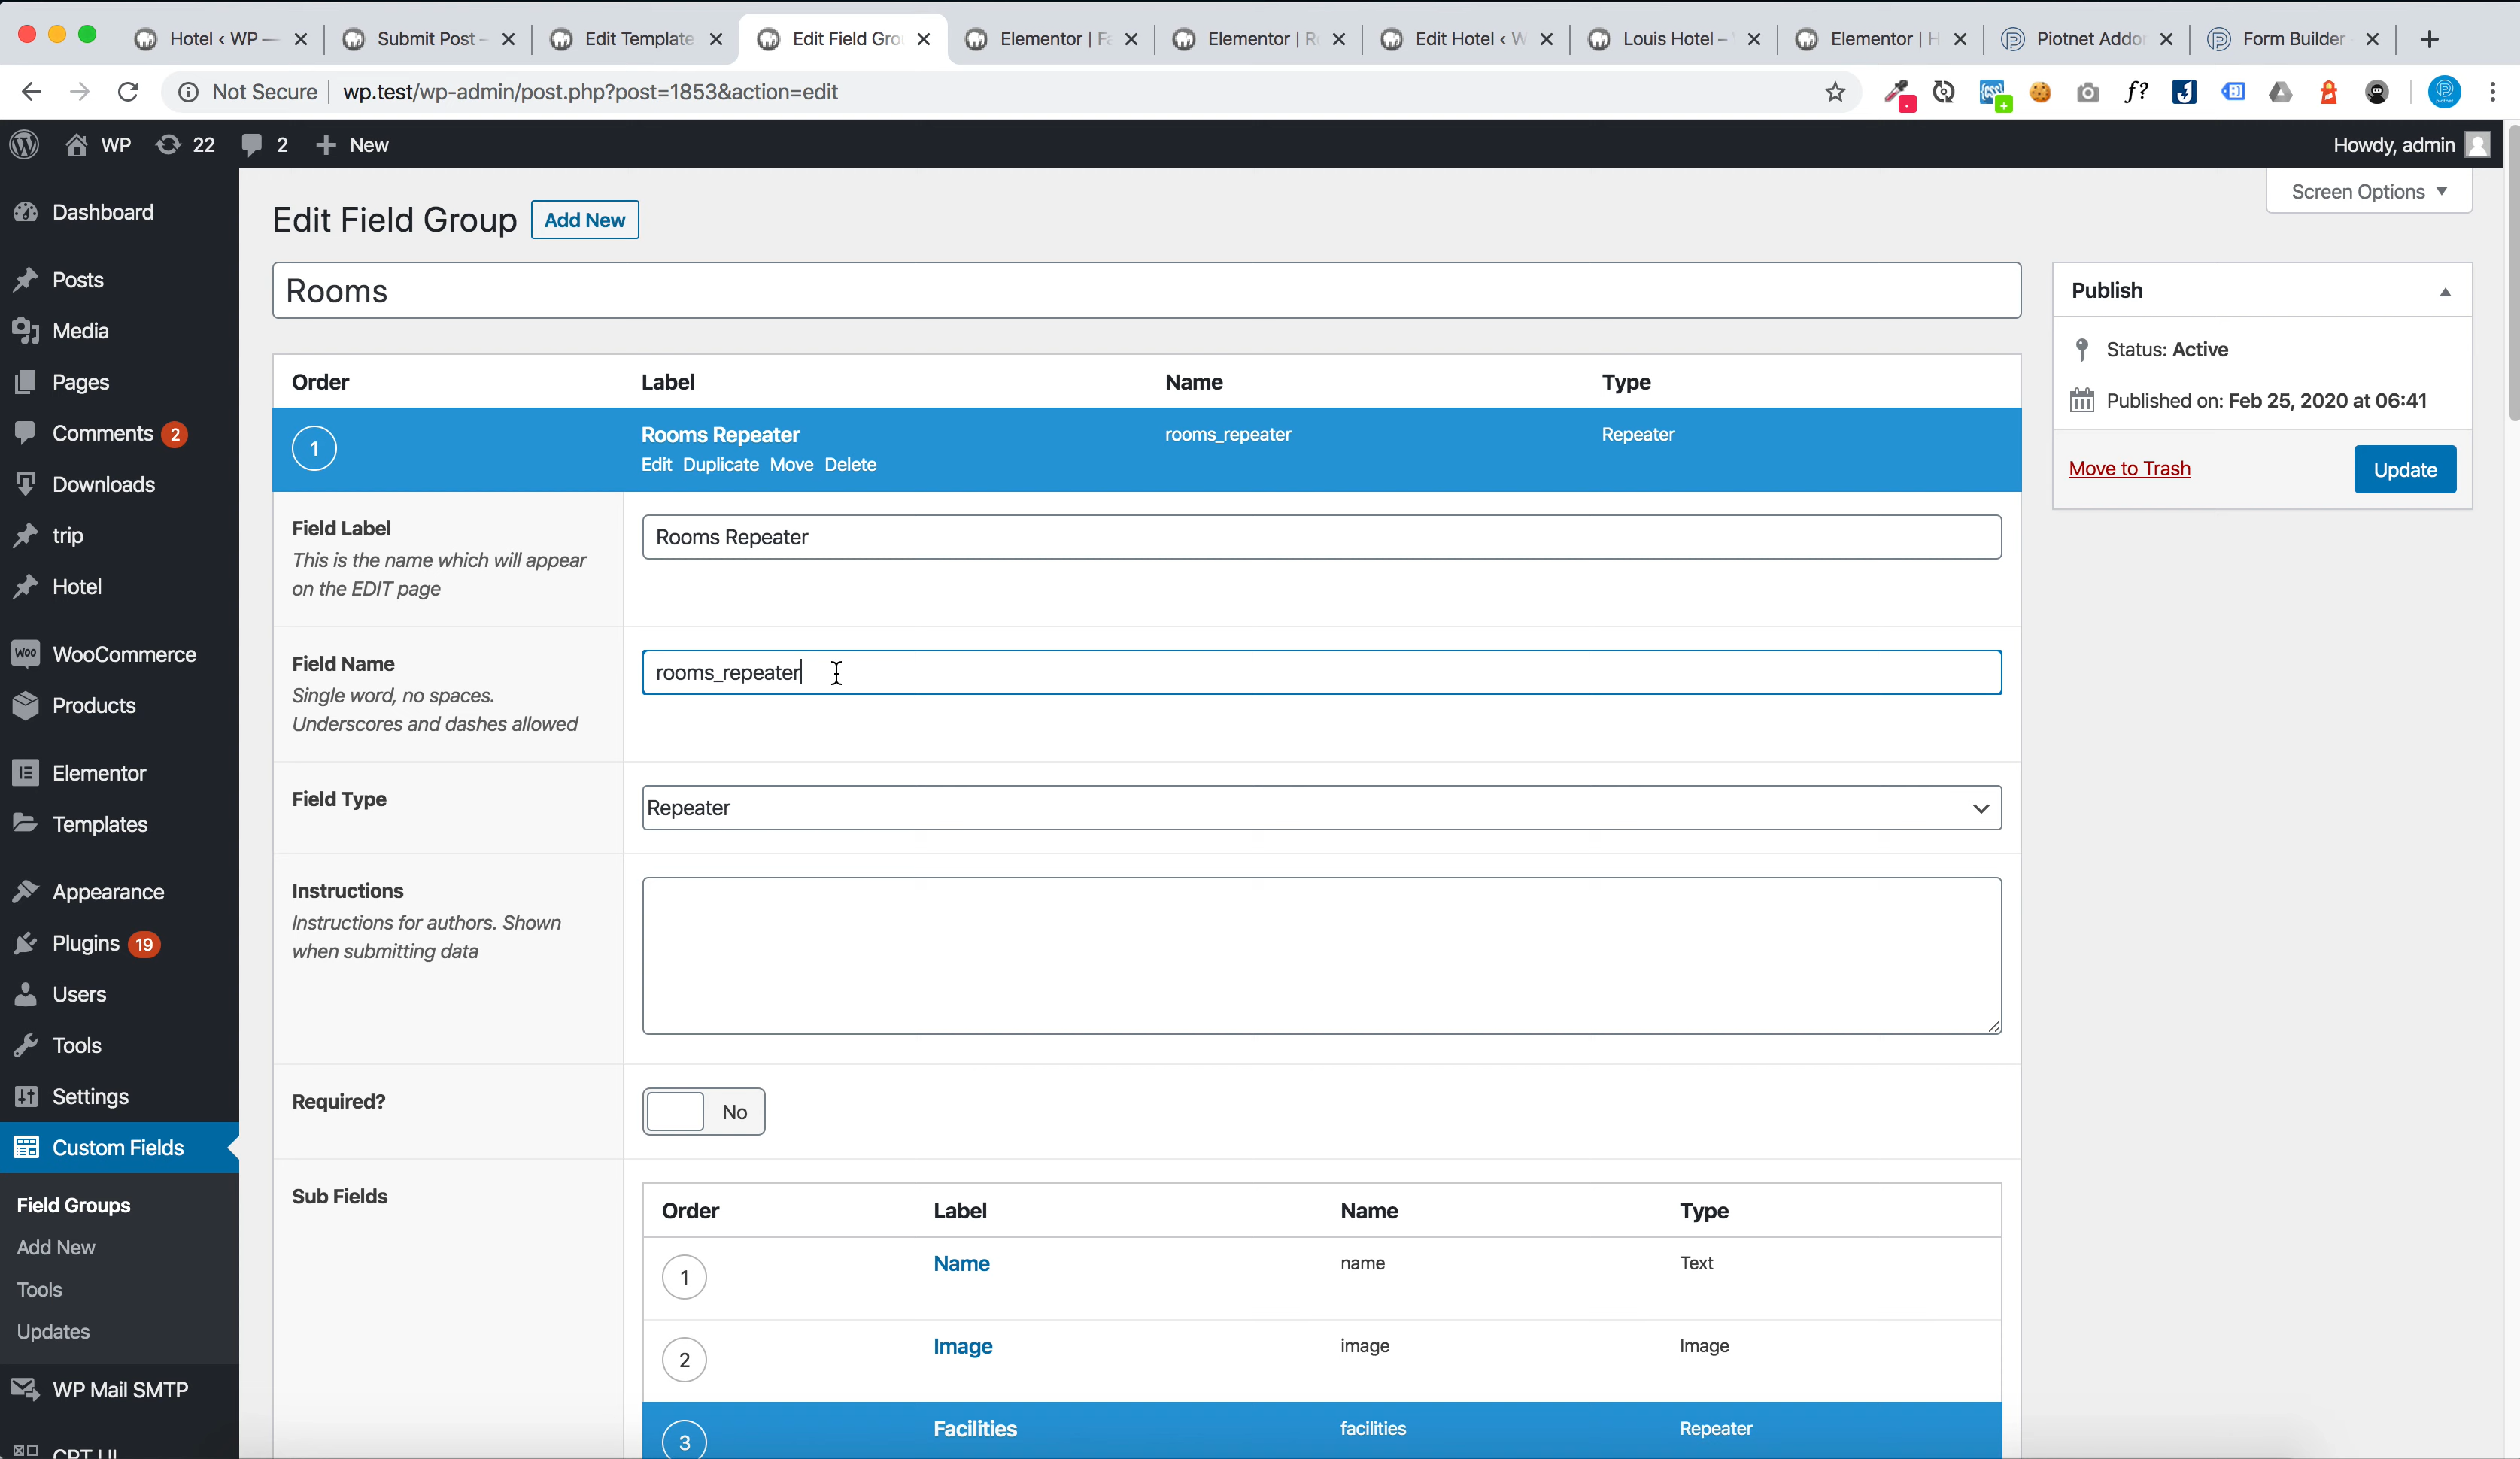 Hotel ‹ WP —
Submit Post –
Edit Template
Edit Field Gro
Elementor | Fa
Elementor | R
Edit Hotel ‹ W
Louis Hotel –
Elementor | H
Piotnet Addo
Form Builder
Not Secure
wp.test/wp-admin/post.php?post=1853&action=edit
f?
WP
22
2
New
Howdy, admin
Screen Options
Dashboard
Posts
Media
Pages
Comments 2
Downloads
trip
Hotel
WooCommerce
Products
Elementor
Templates
Appearance
Plugins 19
Users
Tools
Settings
Custom Fields
Field Groups
Add New
Tools
Updates
WP Mail SMTP
CPT UI
Edit Field Group
Add New
Rooms
Order Label Name Type
1 Rooms Repeater rooms_repeater Repeater
Edit Duplicate Move Delete
Field Label
This is the name which will appear
on the EDIT page
Rooms Repeater
Field Name
Single word, no spaces.
Underscores and dashes allowed
rooms_repeater
Field Type
Repeater
Instructions
Instructions for authors. Shown
when submitting data
Required?
No
Sub Fields
Order Label Name Type
1 Name name Text
2 Image image Image
3 Facilities facilities Repeater
Publish
Status: Active
Published on: Feb 25, 2020 at 06:41
Move to Trash
Update